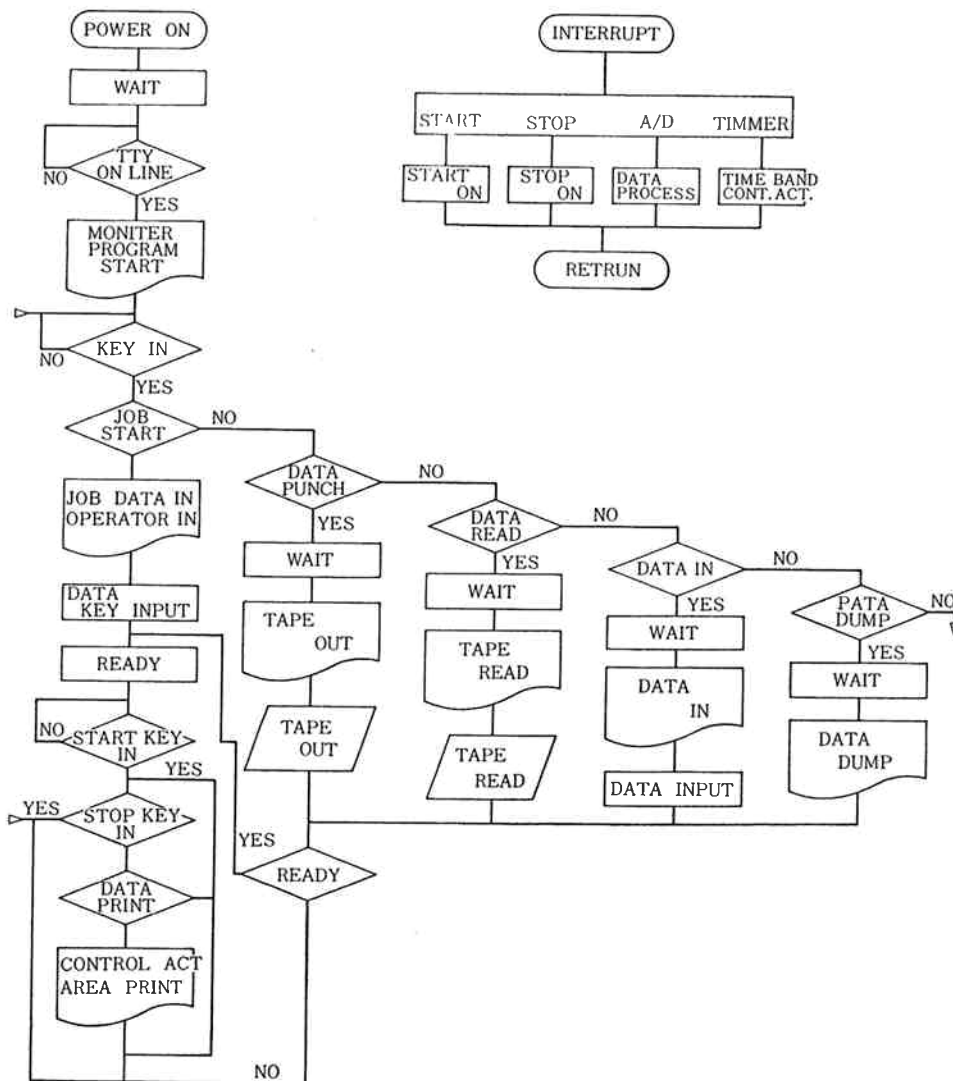 POWER ON
WAIT
TTY
ON LINE
NO
YES
MONITER
PROGRAM
START
KEY IN
NO
YES
JOB
START
NO
JOB DATA IN
OPERATOR IN
DATA
KEY INPUT
READY
START KEY
IN
NO
YES
STOP KEY
IN
YES
DATA
PRINT
CONTROL ACT
AREA PRINT
DATA
PUNCH
NO
YES
WAIT
TAPE
OUT
TAPE
OUT
YES
READY
NO
DATA
READ
NO
YES
WAIT
TAPE
READ
TAPE
READ
DATA IN
NO
YES
WAIT
DATA
IN
DATA INPUT
PATA
DUMP
NO
YES
WAIT
DATA
DUMP
INTERRUPT
START STOP A/D TIMMER
START
ON
STOP
ON
DATA
PROCESS
TIME BAND
CONT.ACT.
RETRUN